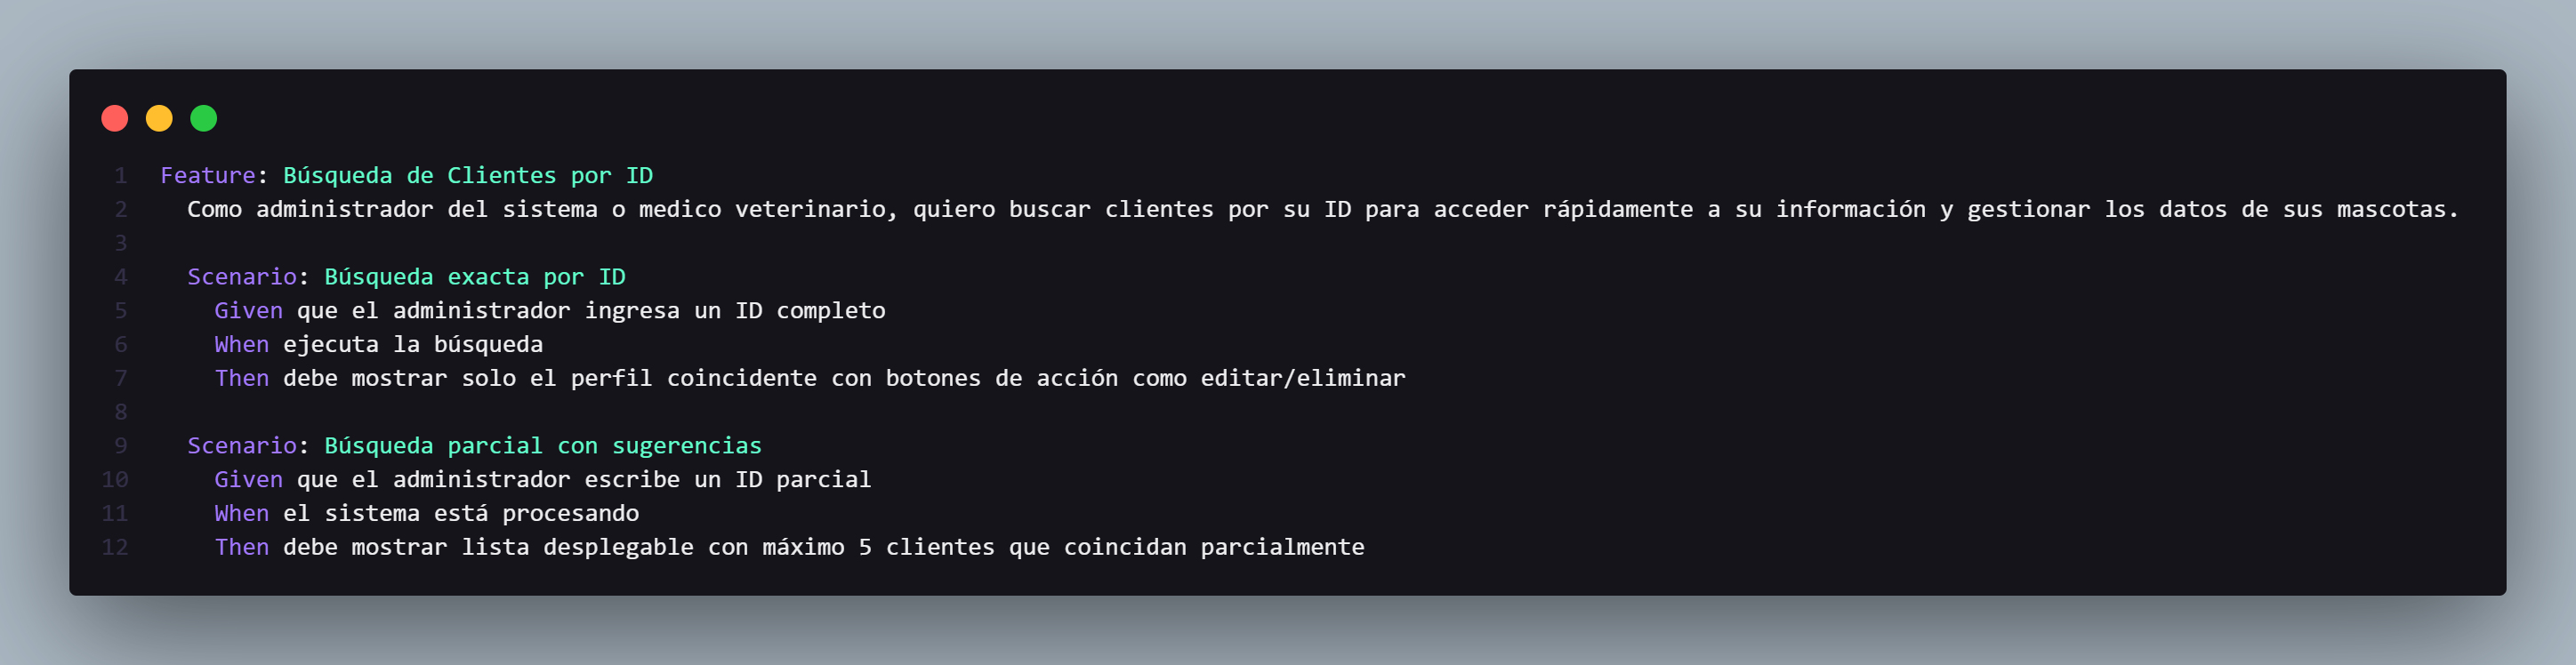 1 Feature: Búsqueda de Clientes por ID
2 Como administrador del sistema o medico veterinario, quiero buscar clientes por su ID para acceder rápidamente a su información y gestionar los datos de sus mascotas.
3
4 Scenario: Búsqueda exacta por ID
5 Given que el administrador ingresa un ID completo
6 When ejecuta la búsqueda
7 Then debe mostrar solo el perfil coincidente con botones de acción como editar/eliminar
8
9 Scenario: Búsqueda parcial con sugerencias
10 Given que el administrador escribe un ID parcial
11 When el sistema está procesando
12 Then debe mostrar lista desplegable con máximo 5 clientes que coincidan parcialmente